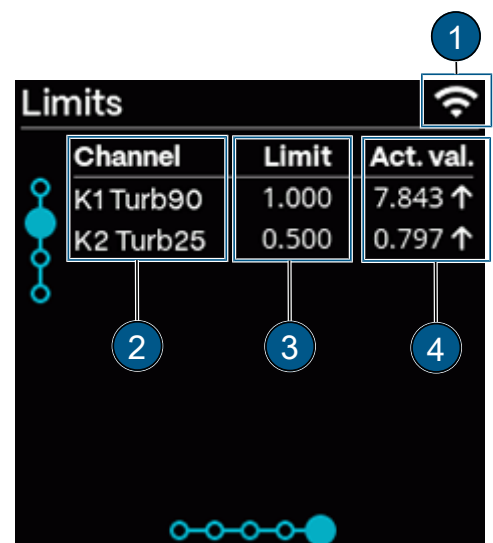 1
Limits
Channel Limit Act. val.
K1 Turb90 1.000 7.843 ↑
K2 Turb25 0.500 0.797 ↑
2 3 4